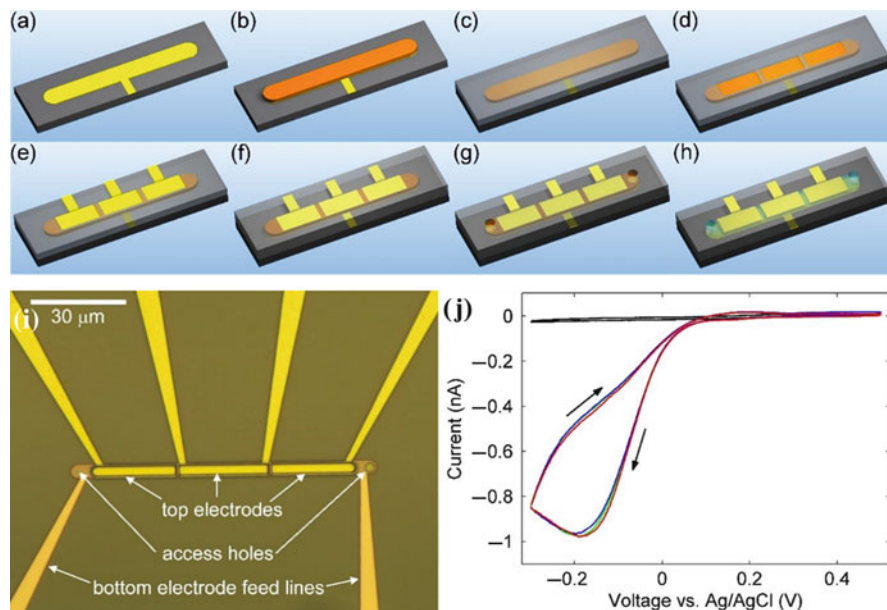 (a)
(b)
(c)
(d)
(e)
(f)
(g)
(h)
(i)
30 μm
top electrodes
access holes
bottom electrode feed lines
(j)
Current (nA)
0
−0.2
−0.4
−0.6
−0.8
−1
−0.2 0 0.2 0.4
Voltage vs. Ag/AgCl (V)